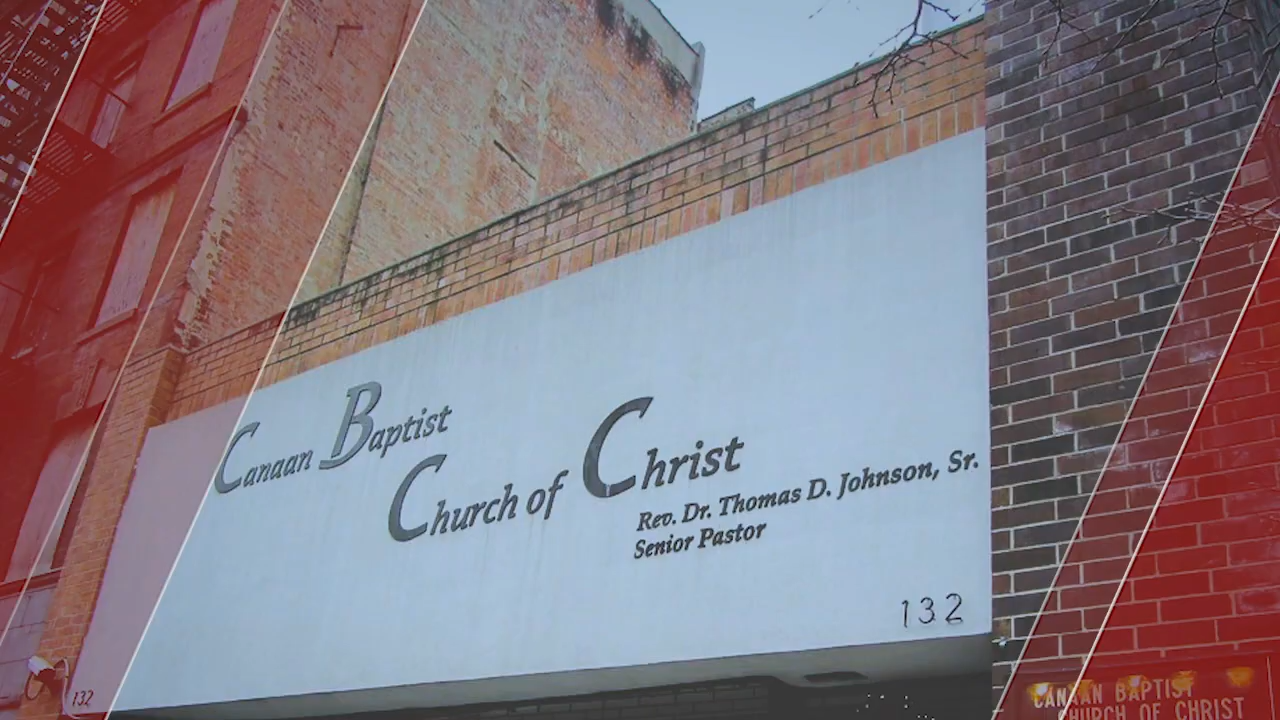 Canaan Baptist
Church of Christ
Rev. Dr. Thomas D. Johnson, Sr.
Senior Pastor
132
132
CANAAN BAPTIST
CHURCH OF CHRIST